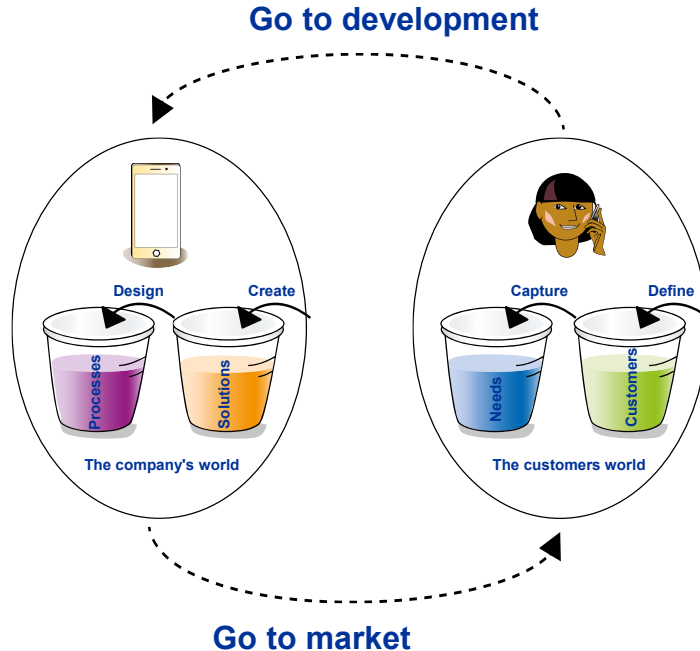 Go to development
Design
Create
Capture
Define
Processes
Solutions
Needs
Customers
The company's world
The customers world
Go to market